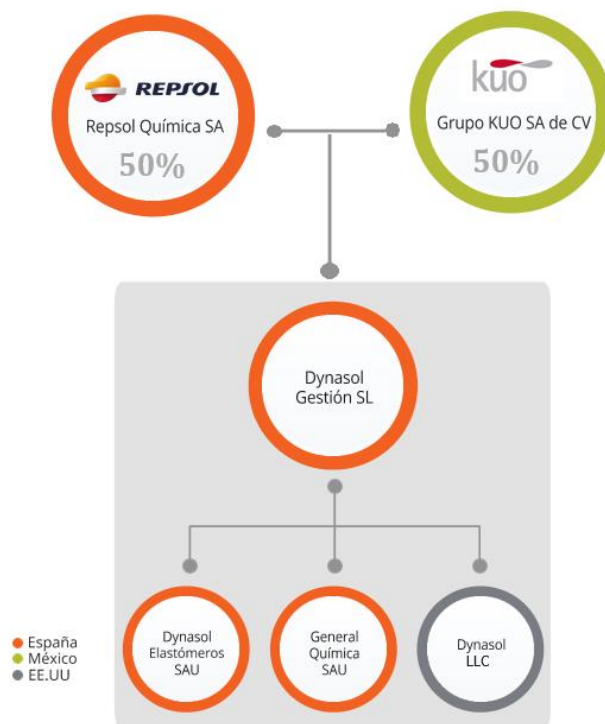 REPSOL
Repsol Química SA
50%
kuo
Grupo KUO SA de CV
50%
Dynasol
Gestión SL
Dynasol
Elastómeros
SAU
General
Química
SAU
Dynasol
LLC
España
México
EE.UU